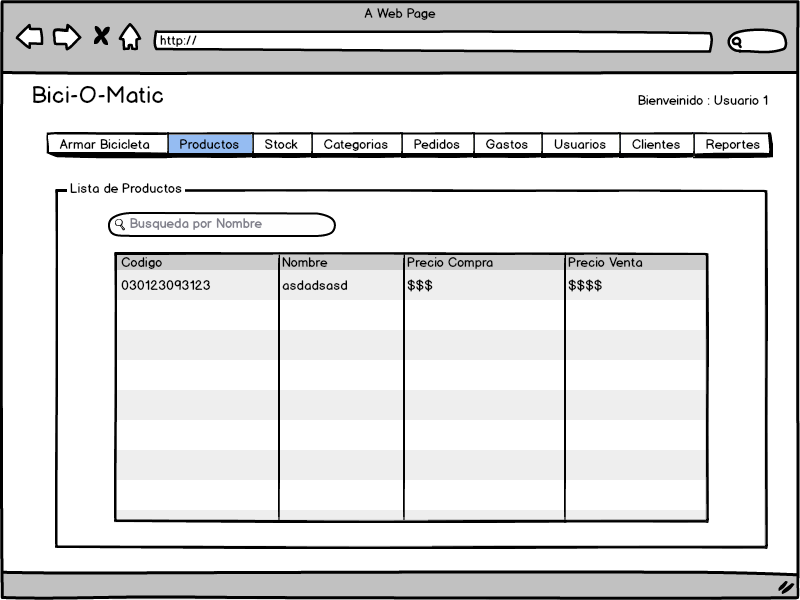 A Web Page
http://
Bici-O-Matic
Bienveinido : Usuario 1
Armar Bicicleta Productos Stock Categorias Pedidos Gastos Usuarios Clientes Reportes
Lista de Productos
Busqueda por Nombre
Codigo Nombre Precio Compra Precio Venta
030123093123 asdadsasd $$$ $$$$